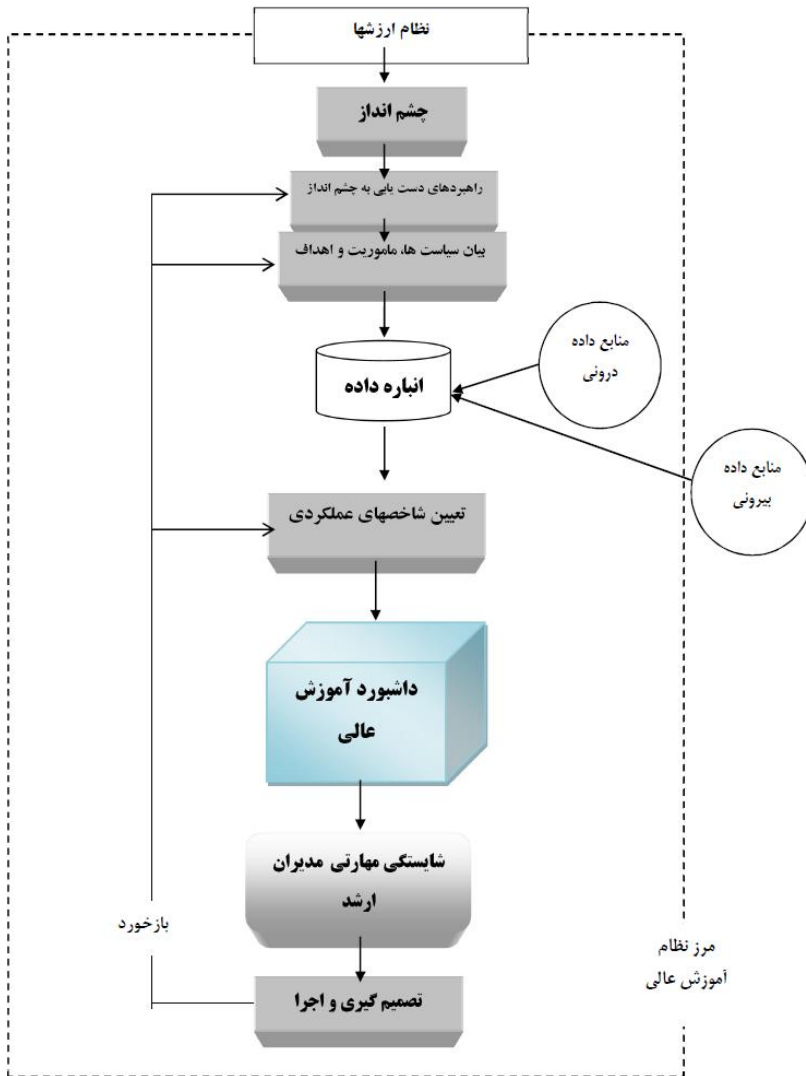 نظام ارزشها
چشم انداز
راهبردهای دست یابی به چشم انداز
بیان سیاست ها، ماموریت و اهداف
منابع داده
درونی
انباره داده
منابع داده
بیرونی
تعیین شاخصهای عملکردی
داشبورد آموزش
عالی
شایستگی مهارتی مدیران
ارشد
بازخورد
مرز نظام
آموزش عالی
تصمیم گیری و اجرا